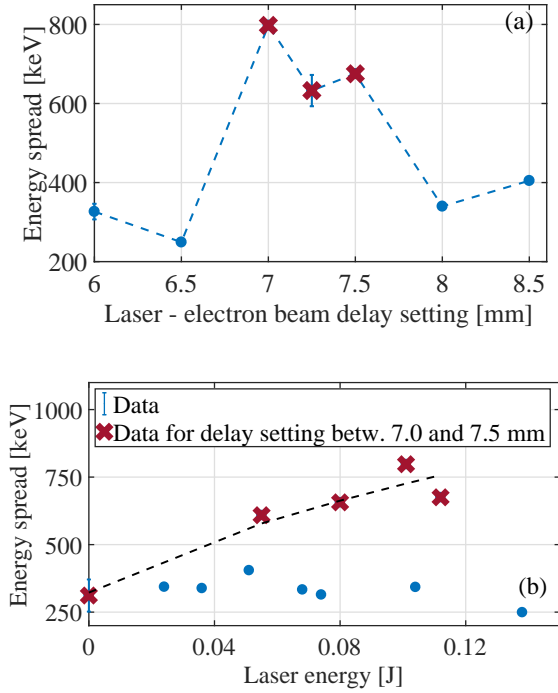 (a)
Energy spread [keV]
800
600
400
200
6 6.5 7 7.5 8 8.5
Laser - electron beam delay setting [mm]
Data
Data for delay setting betw. 7.0 and 7.5 mm
Energy spread [keV]
1000
750
500
250
(b)
0 0.04 0.08 0.12
Laser energy [J]